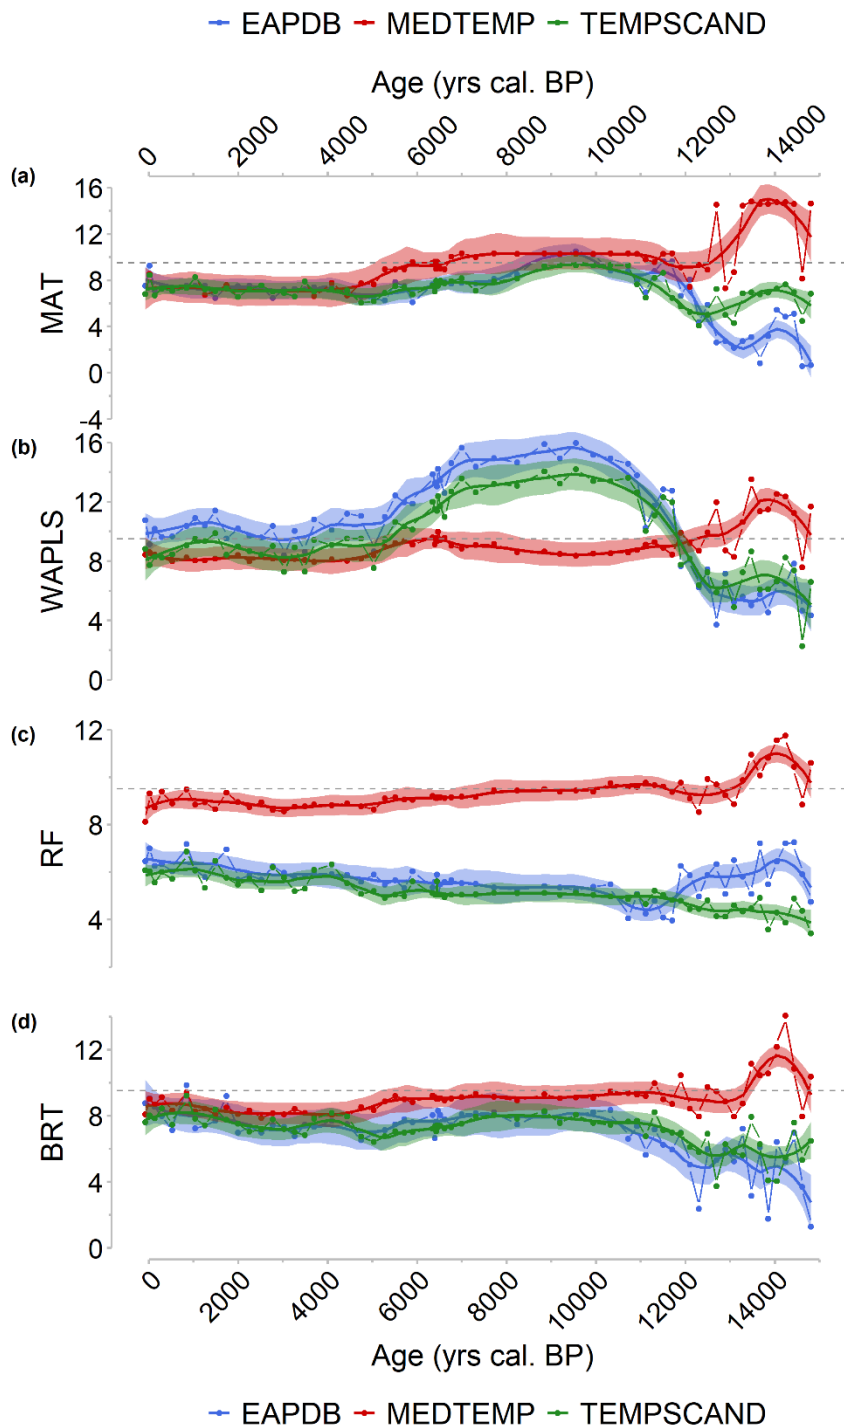 EAPDB MEDTEMP TEMPSCAND
Age (yrs cal. BP)
0 2000 4000 6000 8000 10000 12000 14000
(a)
MAT
16
12
8
4
0
-4
(b)
WAPLS
16
12
8
4
0
(c)
RF
12
8
4
(d)
BRT
12
8
4
0
0 2000 4000 6000 8000 10000 12000 14000
Age (yrs cal. BP)
EAPDB MEDTEMP TEMPSCAND